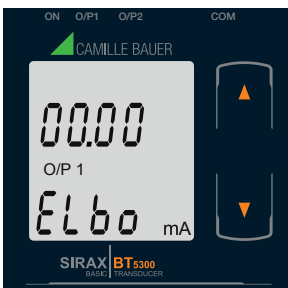 ON O/P1 O/P2 COM
CAMILLE BAUER
00.00
O/P 1
ELbo mA
SIRAX BT5300
BASIC TRANSDUCER